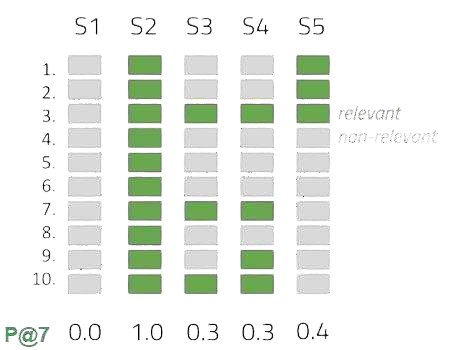 S1 S2 S3 S4 S5
1.
2.
3. relevant
4. non-relevant
5.
6.
7.
8.
9.
10.
P@7 0.0 1.0 0.3 0.3 0.4